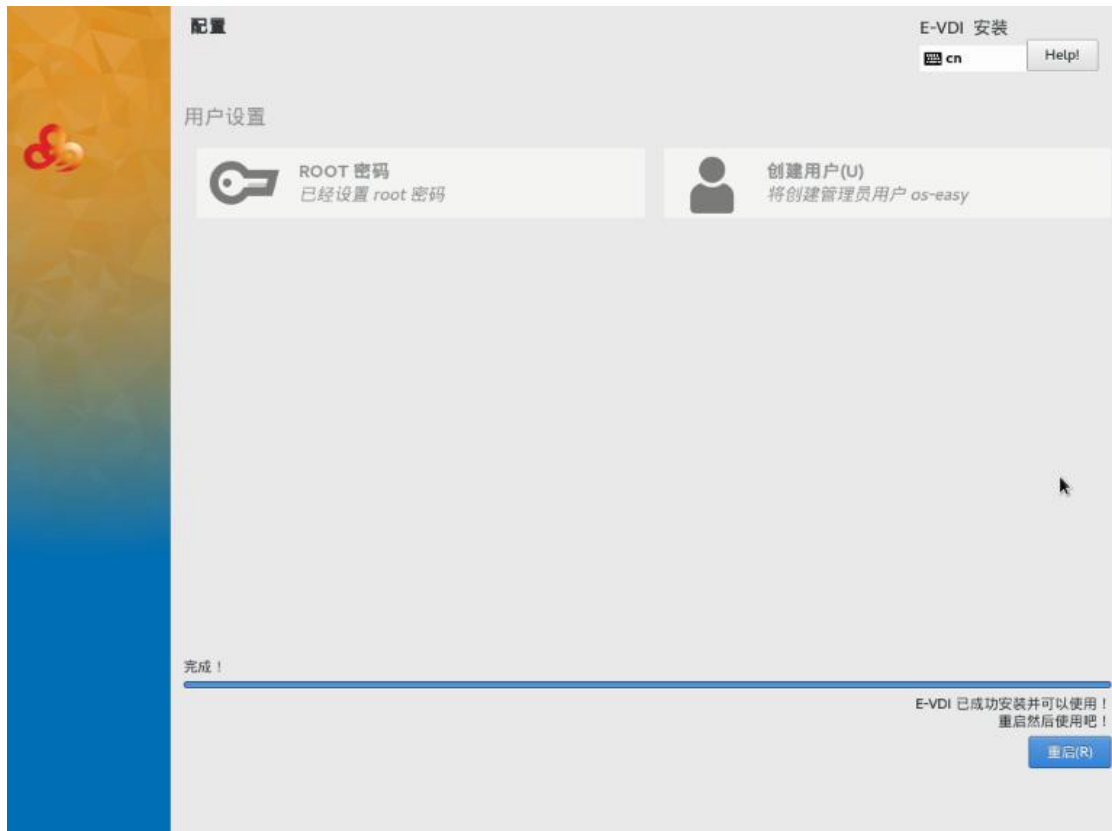 配置
E-VDI 安装
cn
Help!
用户设置
ROOT 密码
已经设置 root 密码
创建用户(U)
将创建管理员用户 os-easy
完成！
E-VDI 已成功安装并可以使用！
重启然后使用吧！
重启(R)